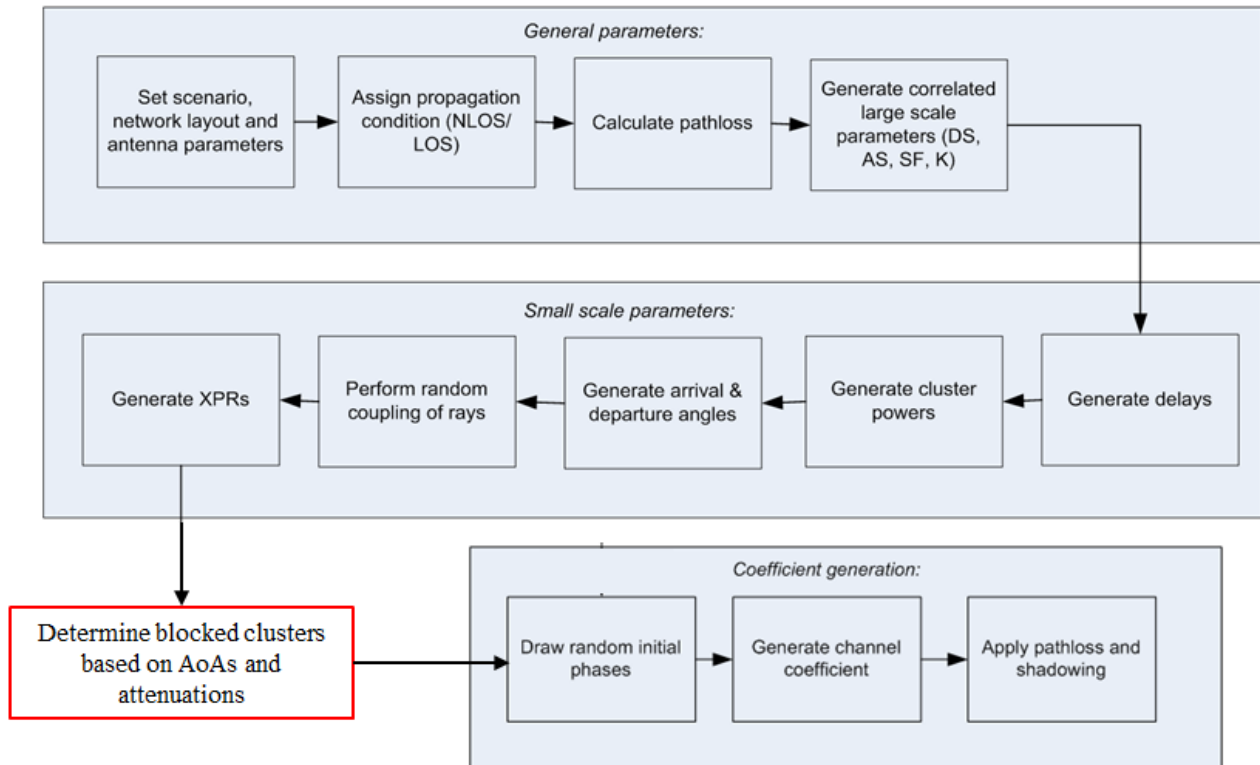 General parameters:
Set scenario,
network layout and
antenna parameters
Assign propagation
condition (NLOS/
LOS)
Calculate pathloss
Generate correlated
large scale
parameters (DS,
AS, SF, K)
Small scale parameters:
Generate XPRs
Perform random
coupling of rays
Generate arrival &
departure angles
Generate cluster
powers
Generate delays
Determine blocked clusters
based on AoAs and
attenuations
Coefficient generation:
Draw random initial
phases
Generate channel
coefficient
Apply pathloss and
shadowing